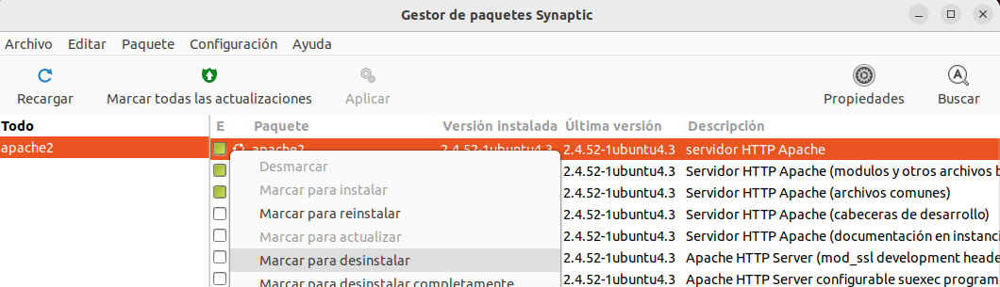 Gestor de paquetes Synaptic
Archivo Editar Paquete Configuración Ayuda
Recargar Marcar todas las actualizaciones Aplicar Propiedades Buscar
Todo E Paquete Versión instalada Última versión Descripción
apache2 apache2 2.4.52-1ubuntu4.3 2.4.52-1ubuntu4.3 servidor HTTP Apache
Desmarcar 2.4.52-1ubuntu4.3 Servidor HTTP Apache (modulos y otros archivos b
Marcar para instalar 2.4.52-1ubuntu4.3 Servidor HTTP Apache (archivos comunes)
Marcar para reinstalar 2.4.52-1ubuntu4.3 Servidor HTTP Apache (cabeceras de desarrollo)
Marcar para actualizar 2.4.52-1ubuntu4.3 Servidor HTTP Apache (documentación en instanci
Marcar para desinstalar 2.4.52-1ubuntu4.3 Apache HTTP Server (mod_ssl development heade
Marcar para desinstalar completamente 2.4.52-1ubuntu4.3 Apache HTTP Server configurable suexec program